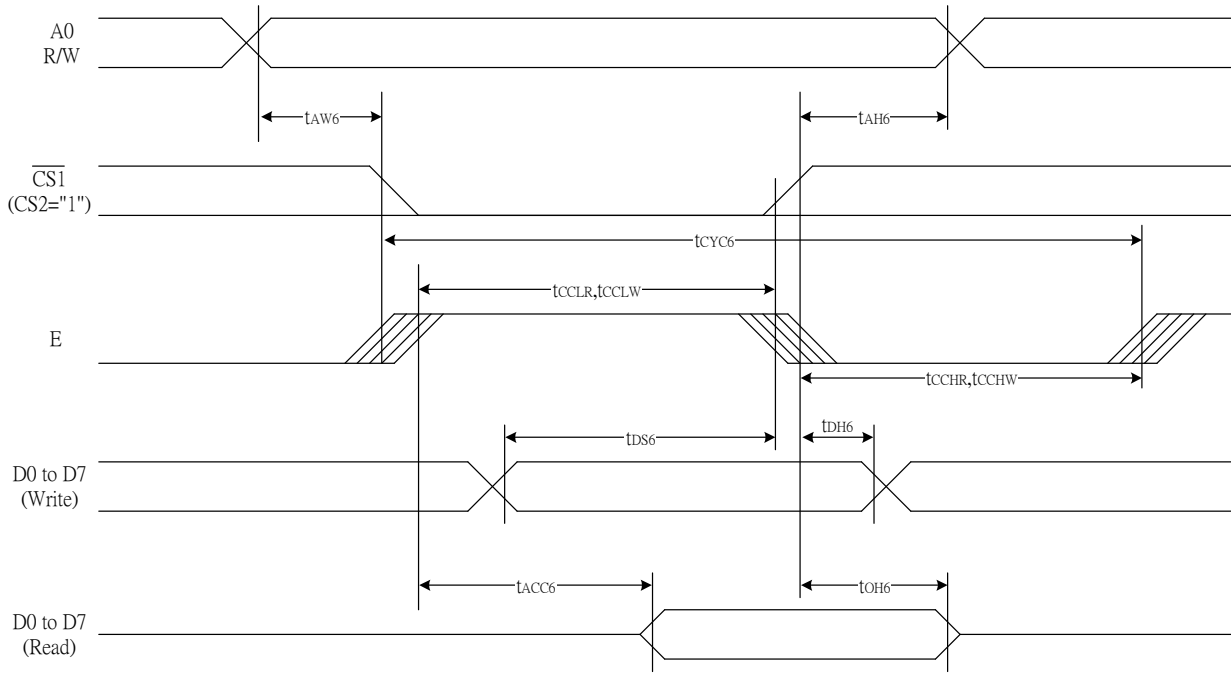 A0
R/W
tAW6
tAH6
CS1
(CS2="1")
tCYC6
tCCLR,tCCLW
E
tCCHR,tCCHW
tDS6
tDH6
D0 to D7
(Write)
tACC6
tOH6
D0 to D7
(Read)